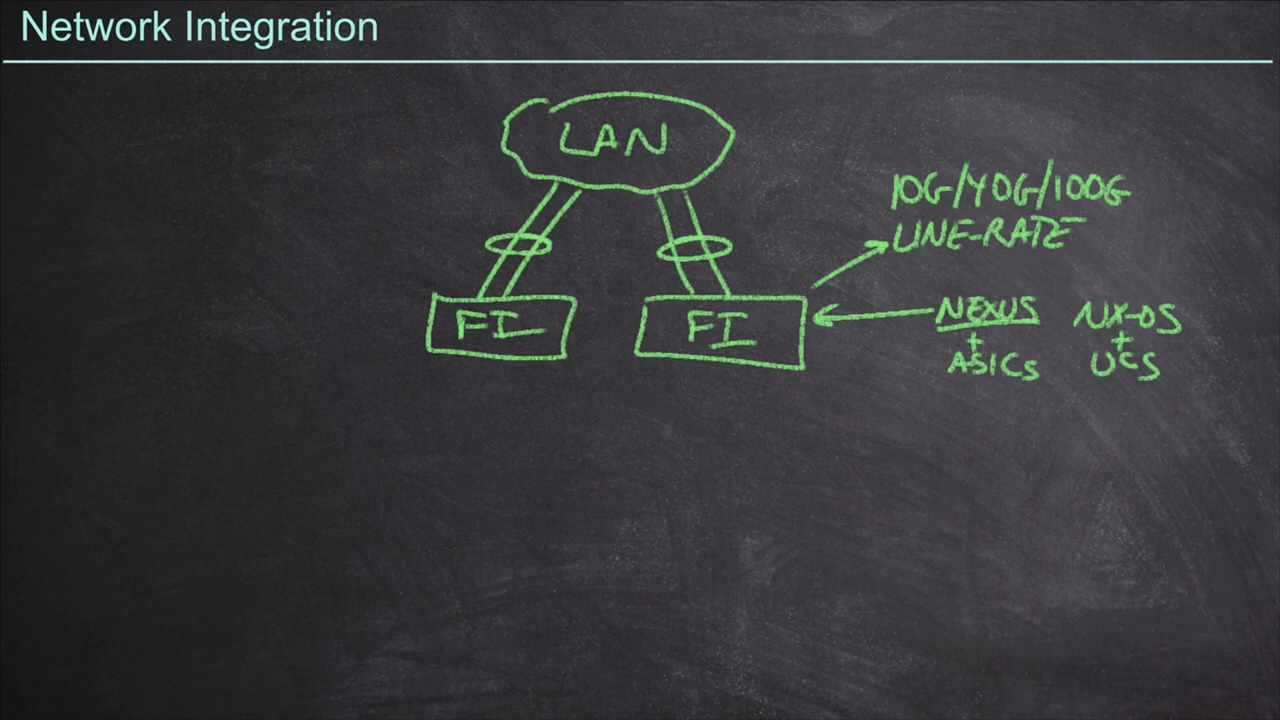 Network Integration
LAN
10G/40G/100G
LINE-RATE
FI
FI
NEXUS
+
ASICs
NX-OS
+
UCS